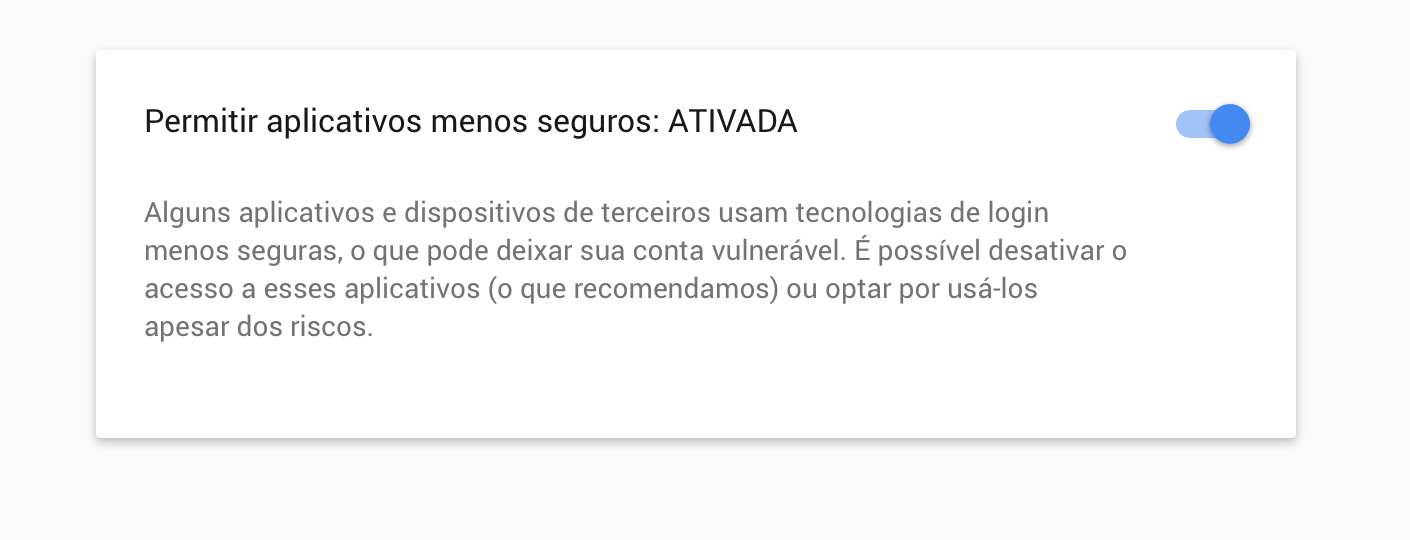 Permitir aplicativos menos seguros: ATIVADA
Alguns aplicativos e dispositivos de terceiros usam tecnologias de login
menos seguras, o que pode deixar sua conta vulnerável. É possível desativar o
acesso a esses aplicativos (o que recomendamos) ou optar por usá-los
apesar dos riscos.